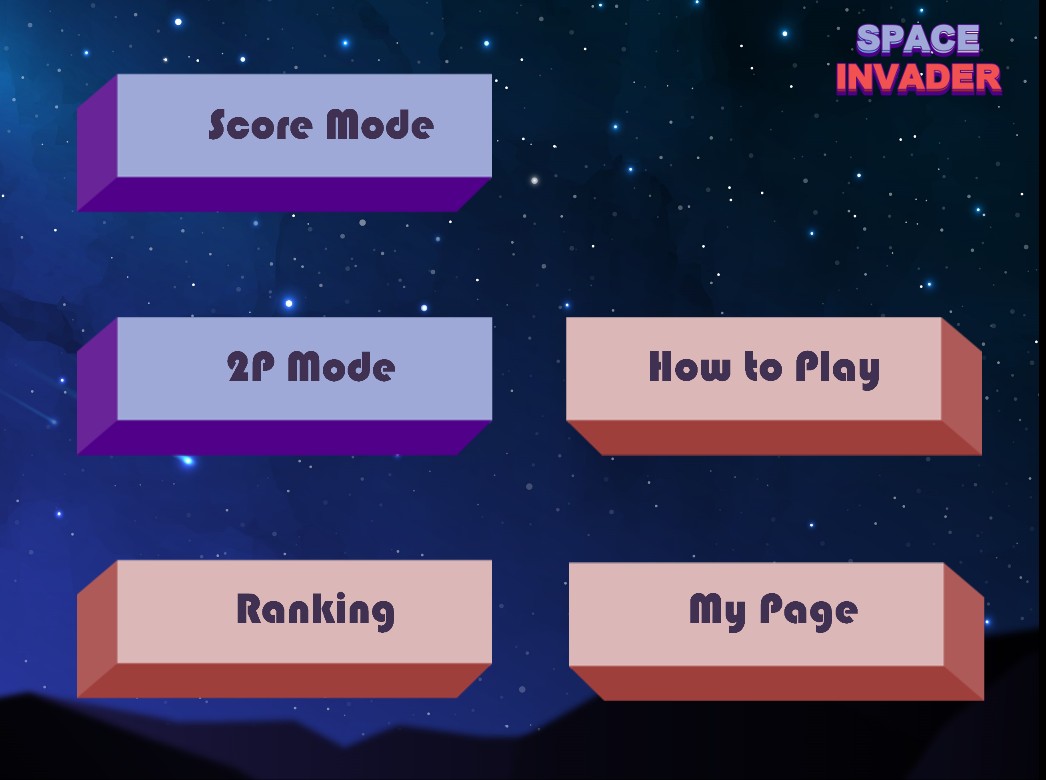 SPACE
INVADER
Score Mode
2P Mode
How to Play
Ranking
My Page